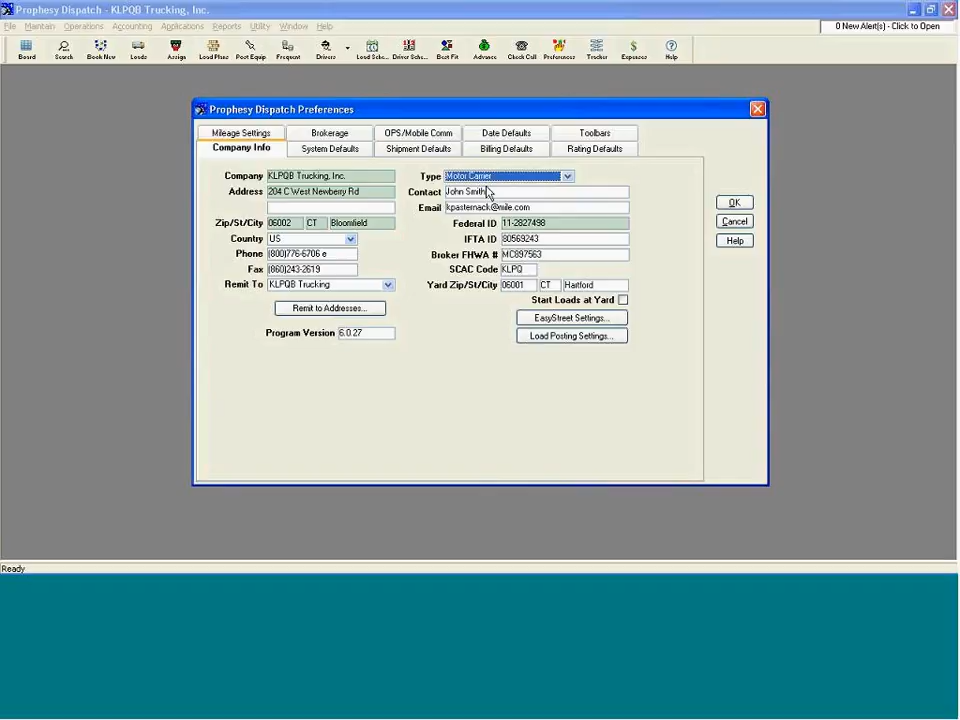 Prophesy Dispatch - KLPQB Trucking, Inc.
File Maintain Operations Accounting Applications Reports Utility Window Help
0 New Alert(s) - Click to Open
Board Search Book New Loads Assign Load Plans Post Equip Frequent Drivers Load Sche... Driver Sche... Best Fit Advance Check Call Preferences Tracker Expenses Help
Prophesy Dispatch Preferences
Mileage Settings Brokerage OPS/Mobile Comm Date Defaults Toolbars
Company Info System Defaults Shipment Defaults Billing Defaults Rating Defaults
Company KLPQB Trucking, Inc. Type Motor Carrier
Address 204 C West Newberry Rd Contact John Smith
Email kpasternack@mile.com
Zip/St/City 06002 CT Bloomfield Federal ID 11-2827498
Country US IFTA ID 80569243
Phone (800)776-6706 e Broker FHWA # MC897563
Fax (860)243-2619 SCAC Code KLPQ
Remit To KLPQB Trucking Yard Zip/St/City 06001 CT Hartford
Start Loads at Yard
Remit to Addresses... EasyStreet Settings...
Program Version 6.0.27 Load Posting Settings...
OK
Cancel
Help
Ready